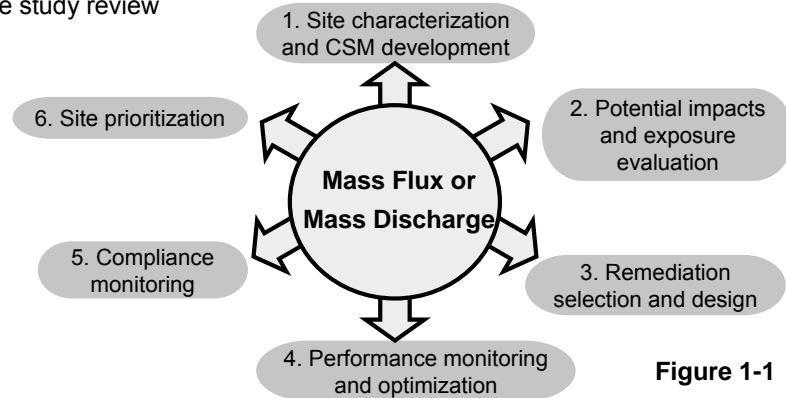 e study review
1. Site characterization
and CSM development
6. Site prioritization
2. Potential impacts
and exposure
evaluation
Mass Flux or
Mass Discharge
5. Compliance
monitoring
3. Remediation
selection and design
4. Performance monitoring
and optimization
Figure 1-1